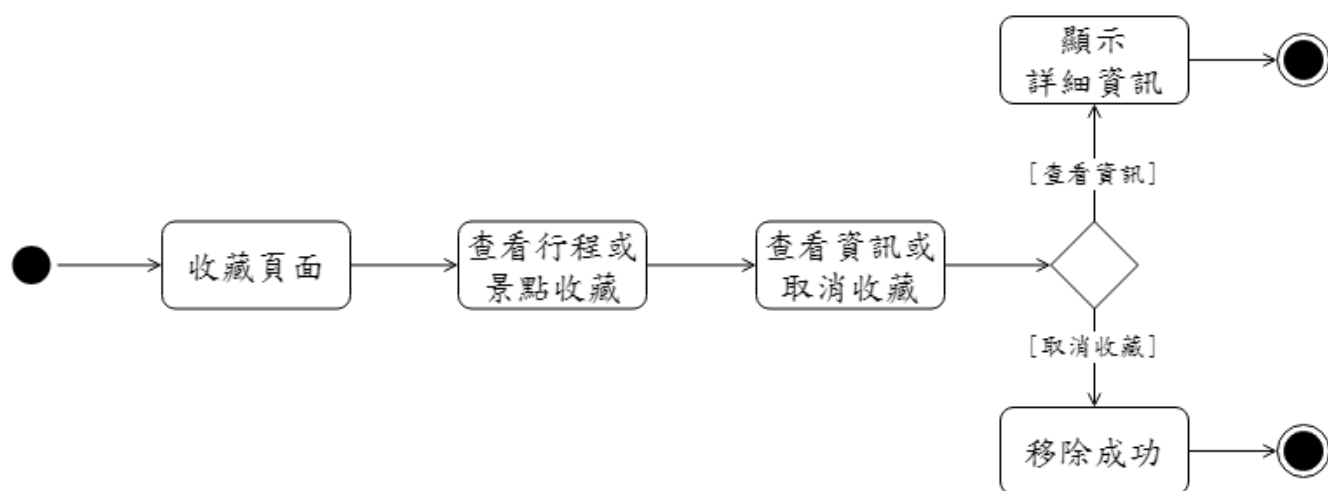 顯示
詳細資訊
[查看資訊]
收藏頁面
查看行程或
景點收藏
查看資訊或
取消收藏
[取消收藏]
移除成功